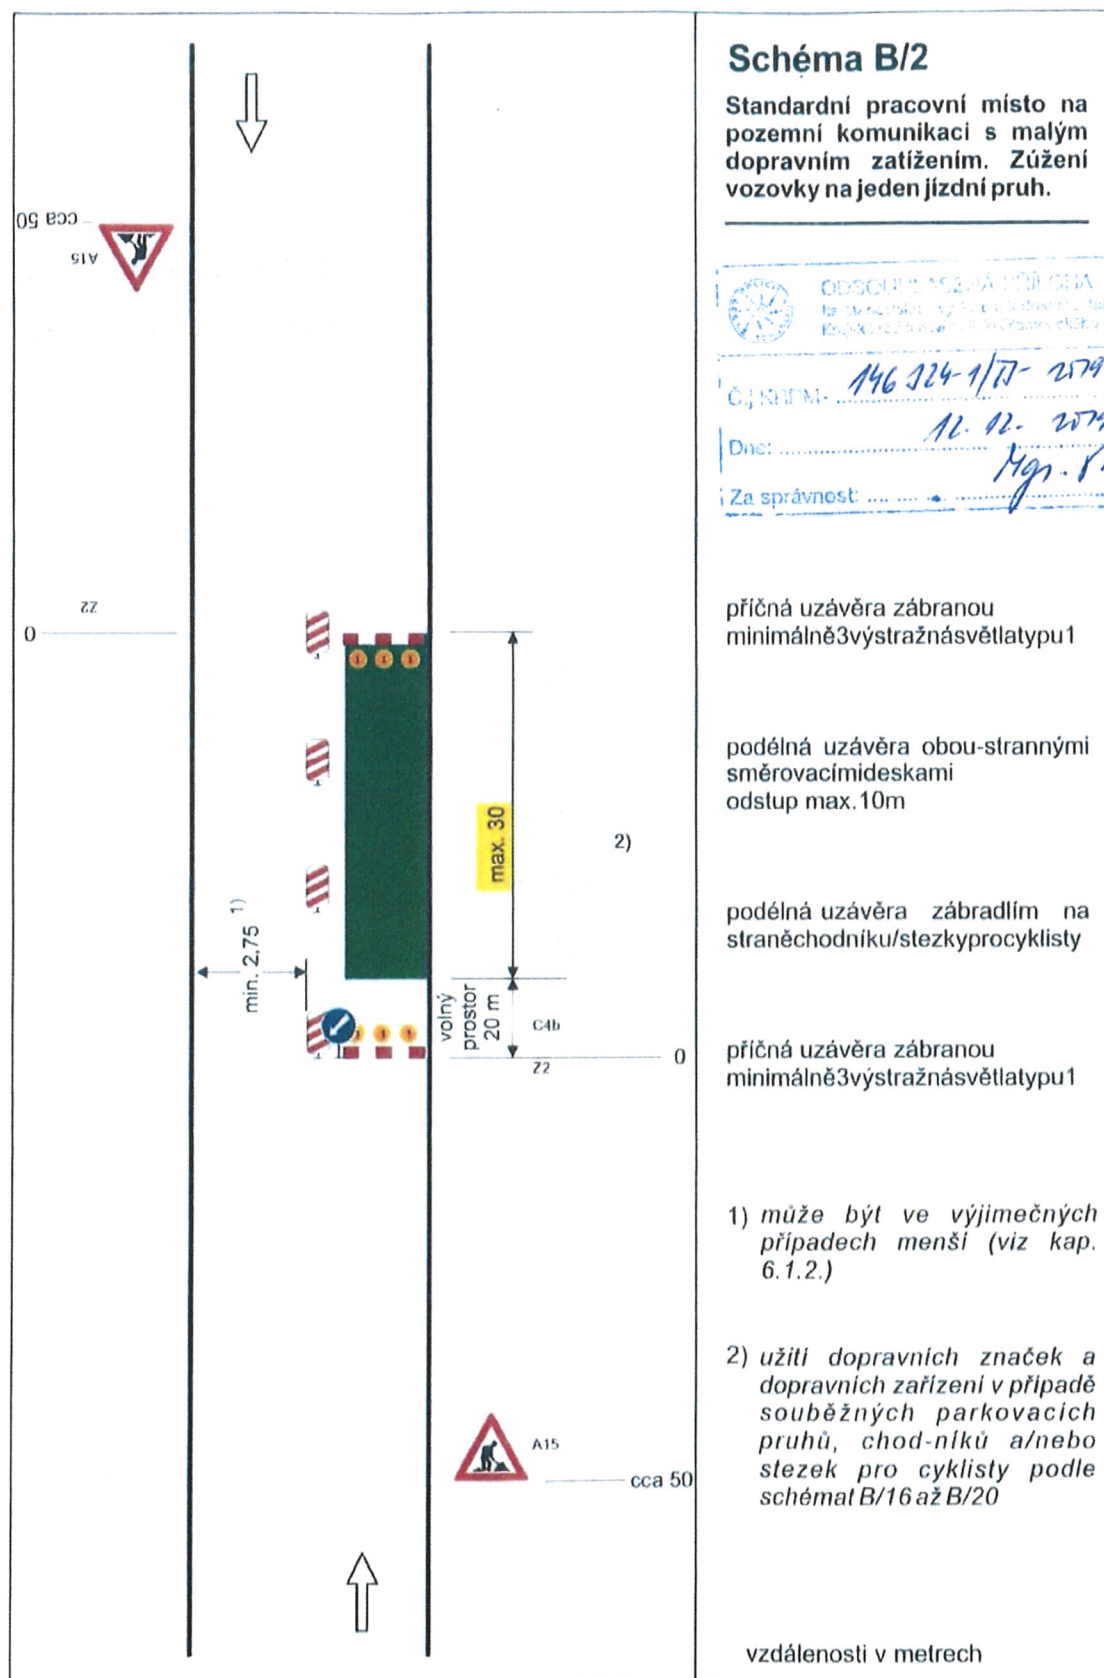 Schéma B/2
Standardní pracovní místo na
pozemní komunikaci s malým
dopravním zatížením. Zúžení
vozovky na jeden jízdní pruh.
cca 50
A15
ODSOUHLASENÁ PŘÍLOHA
Č.j. KRPM-
12. 12.
Dne:
Mgr.
Za správnost:
Z2
0
příčná uzávěra zábranou
minimálně3výstražnásvětlatypu1
podélná uzávěra obou-strannými
směrovacímideskami
odstup max.10m
max. 30
2)
podélná uzávěra zábradlím na
straněchodníku/stezkyprocyklisty
min. 2,75 1)
volný
prostor
20 m
C4b
Z2
0
příčná uzávěra zábranou
minimálně3výstražnásvětlatypu1
1) může být ve výjimečných
případech menší (viz kap.
6.1.2.)
2) užití dopravních značek a
dopravních zařízení v případě
souběžných parkovacích
pruhů, chod-níků a/nebo
stezek pro cyklisty podle
schémat B/16 až B/20
A15
cca 50
vzdálenosti v metrech